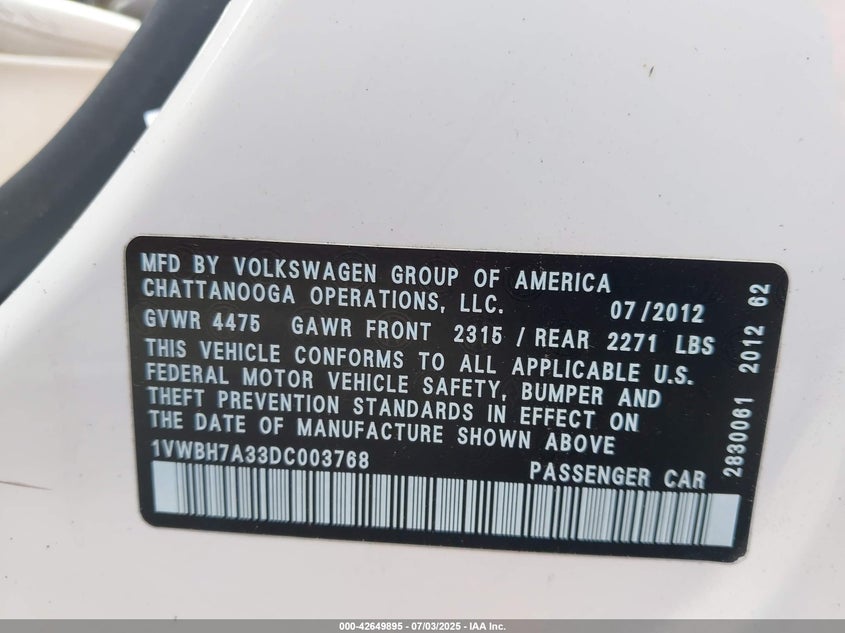 MFD BY VOLKSWAGEN GROUP OF AMERICA
CHATTANOOGA OPERATIONS, LLC. 07/2012
GVWR 4475 GAWR FRONT 2315 / REAR 2271 LBS
THIS VEHICLE CONFORMS TO ALL APPLICABLE U.S.
FEDERAL MOTOR VEHICLE SAFETY, BUMPER AND
THEFT PREVENTION STANDARDS IN EFFECT ON
THE DATE OF MANUFACTURE SHOWN ABOVE
1VWBH7A33DC003768 PASSENGER CAR
2830061 2012 62
000-42649895 - 07/03/2025 - IAA Inc.